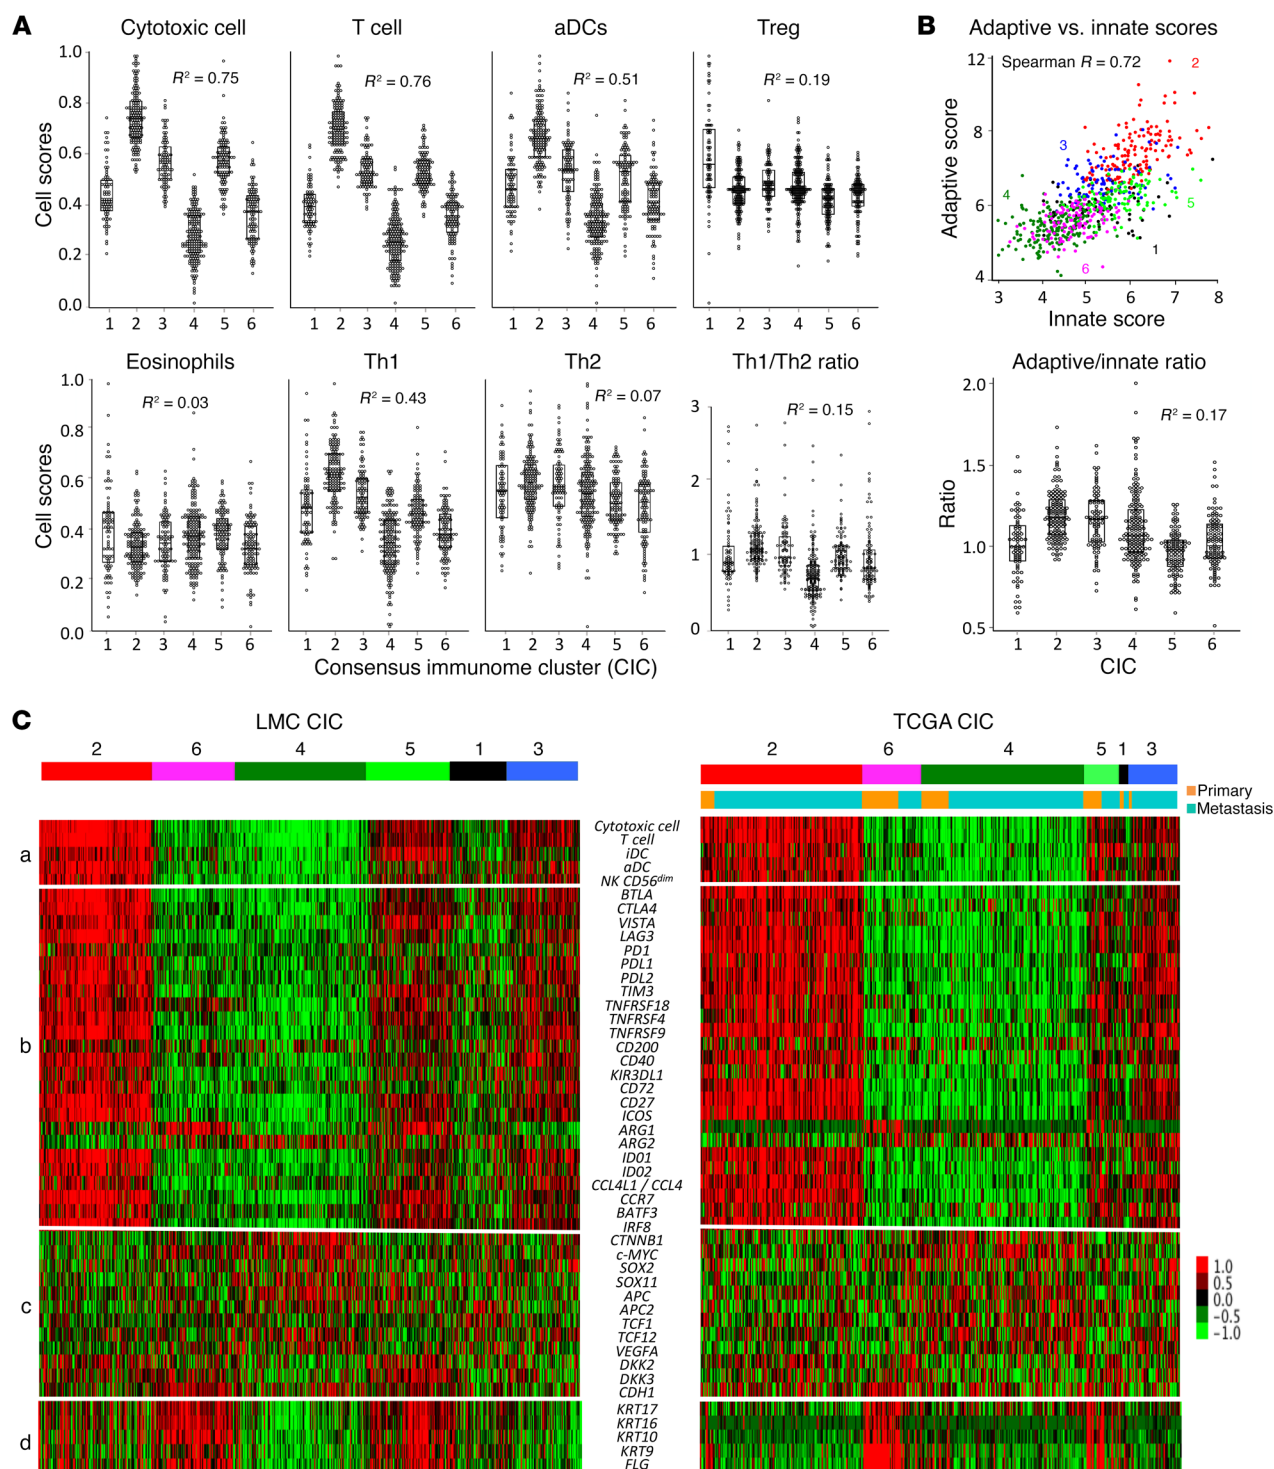 A
Cytotoxic cell
T cell
aDCs
Treg
Cell scores
1.0
0.8
0.6
0.4
0.2
0.0
R² = 0.75
R² = 0.76
R² = 0.51
R² = 0.19
1 2 3 4 5 6
1 2 3 4 5 6
1 2 3 4 5 6
1 2 3 4 5 6
Eosinophils
Th1
Th2
Th1/Th2 ratio
Cell scores
1.0
0.8
0.6
0.4
0.2
0.0
R² = 0.03
R² = 0.43
R² = 0.07
3
2
1
0
R² = 0.15
1 2 3 4 5 6
1 2 3 4 5 6
1 2 3 4 5 6
1 2 3 4 5 6
Consensus immunome cluster (CIC)
B
Adaptive vs. innate scores
Spearman R = 0.72
Adaptive score
12
8
6
4
2
3
4
5
1
6
3 4 5 6 7 8
Innate score
Adaptive/innate ratio
Ratio
2.0
1.5
1.0
0.5
R² = 0.17
1 2 3 4 5 6
CIC
C
LMC CIC
2 6 4 5 1 3
TCGA CIC
2 6 4 5 1 3
Primary
Metastasis
a
b
c
d
Cytotoxic cell
T cell
iDC
aDC
NK CD56dim
BTLA
CTLA4
VISTA
LAG3
PD1
PDL1
PDL2
TIM3
TNFRSF18
TNFRSF4
TNFRSF9
CD200
CD40
KIR3DL1
CD72
CD27
ICOS
ARG1
ARG2
ID01
ID02
CCL4L1 / CCL4
CCR7
BATF3
IRF8
CTNNB1
c-MYC
SOX2
SOX11
APC
APC2
TCF1
TCF12
VEGFA
DKK2
DKK3
CDH1
KRT17
KRT16
KRT10
KRT9
FLG
1.0
0.5
0.0
−0.5
−1.0